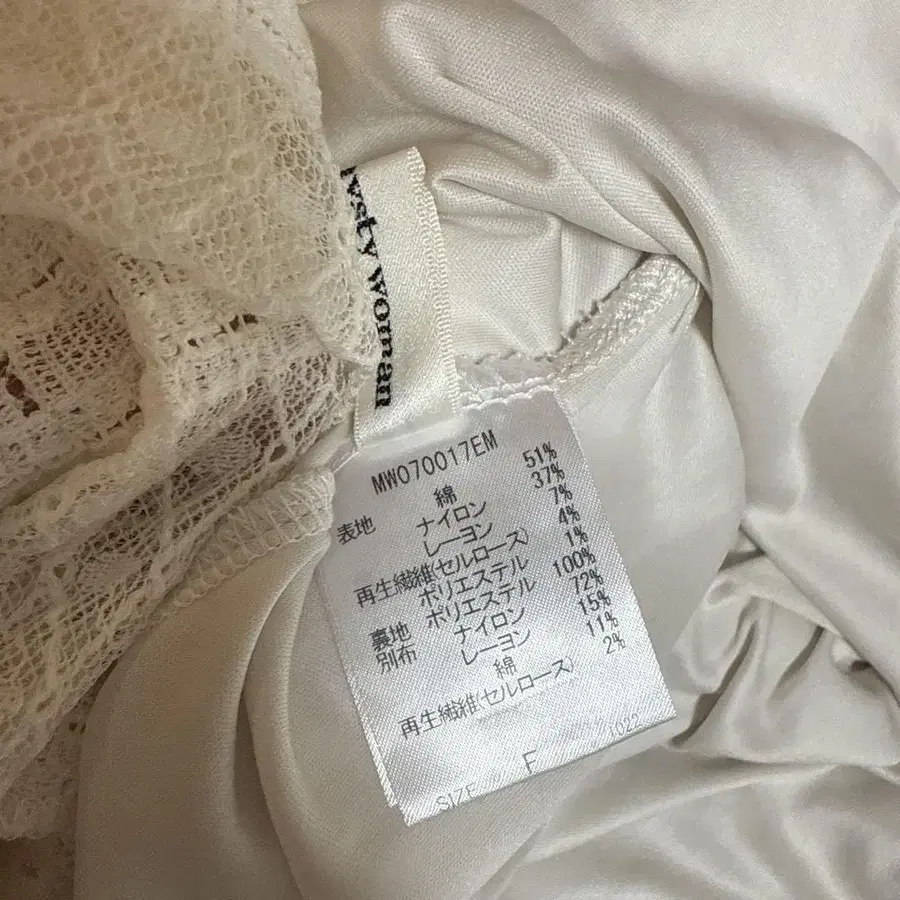 ysty woman
MW070017EM
表地 綿 51%
ナイロン 37%
レーヨン 7%
再生繊維(セルロース) 4%
ポリエステル 1%
裏地 ポリエステル 100%
別布 ナイロン 72%
レーヨン 15%
綿 11%
再生繊維(セルロース) 2%
SIZE F 1022